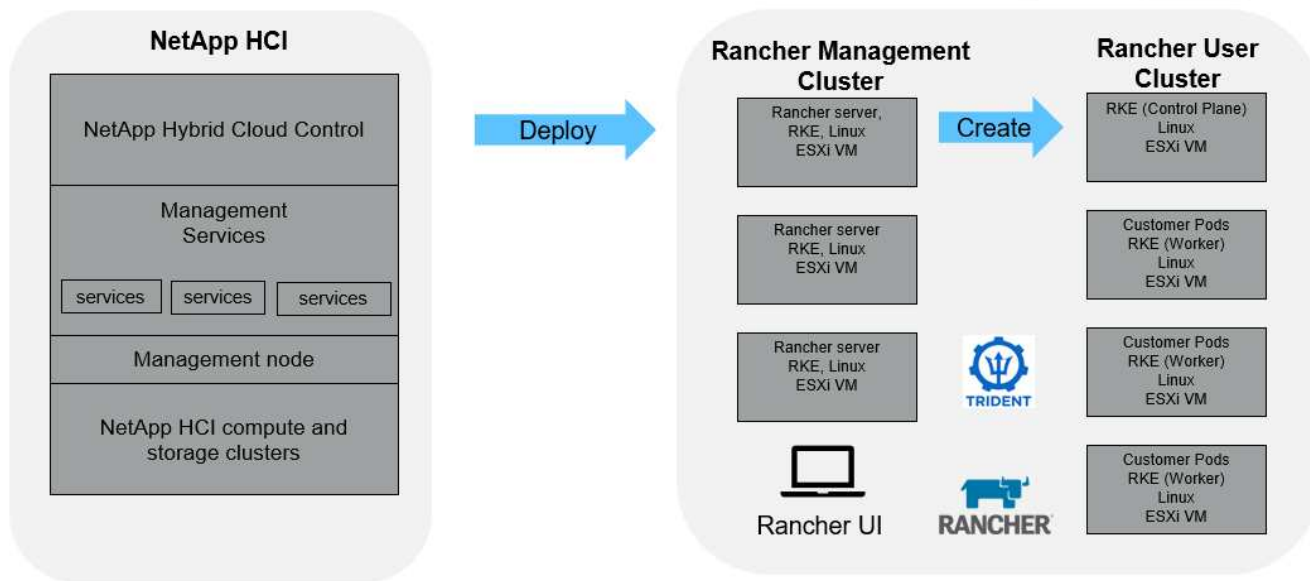 NetApp HCI
NetApp Hybrid Cloud Control
Management
Services
services
services
services
Management node
NetApp HCI compute and
storage clusters
Deploy
Rancher Management
Cluster
Rancher server,
RKE, Linux
ESXi VM
Rancher server
RKE, Linux
ESXi VM
Rancher server
RKE, Linux
ESXi VM
Rancher UI
Create
TRIDENT
RANCHER
Rancher User
Cluster
RKE (Control Plane)
Linux
ESXi VM
Customer Pods
RKE (Worker)
Linux
ESXi VM
Customer Pods
RKE (Worker)
Linux
ESXi VM
Customer Pods
RKE (Worker)
Linux
ESXi VM